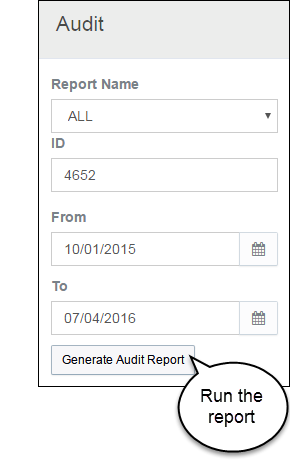 Audit
Report Name
ALL
ID
4652
From
10/01/2015
To
07/04/2016
Generate Audit Report
Run the
report